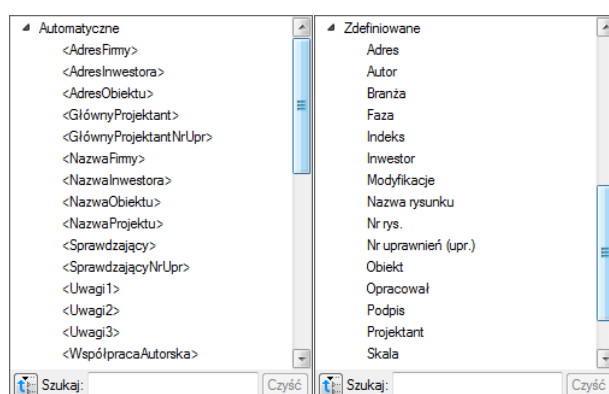 Automatyczne
<AdresFirmy>
<AdresInwestora>
<AdresObiektu>
<GłównyProjektant>
<GłównyProjektantNrUpr>
<NazwaFirmy>
<NazwaInwestora>
<NazwaObiektu>
<NazwaProjektu>
<Sprawdzający>
<SprawdzającyNrUpr>
<Uwagi1>
<Uwagi2>
<Uwagi3>
<WspółpracaAutorska>
Szukaj:
Czyść
Zdefiniowane
Adres
Autor
Branża
Faza
Indeks
Inwestor
Modyfikacje
Nazwa rysunku
Nr rys.
Nr uprawnień (upr.)
Obiekt
Opracował
Podpis
Projektant
Skala
Szukaj:
Czyść